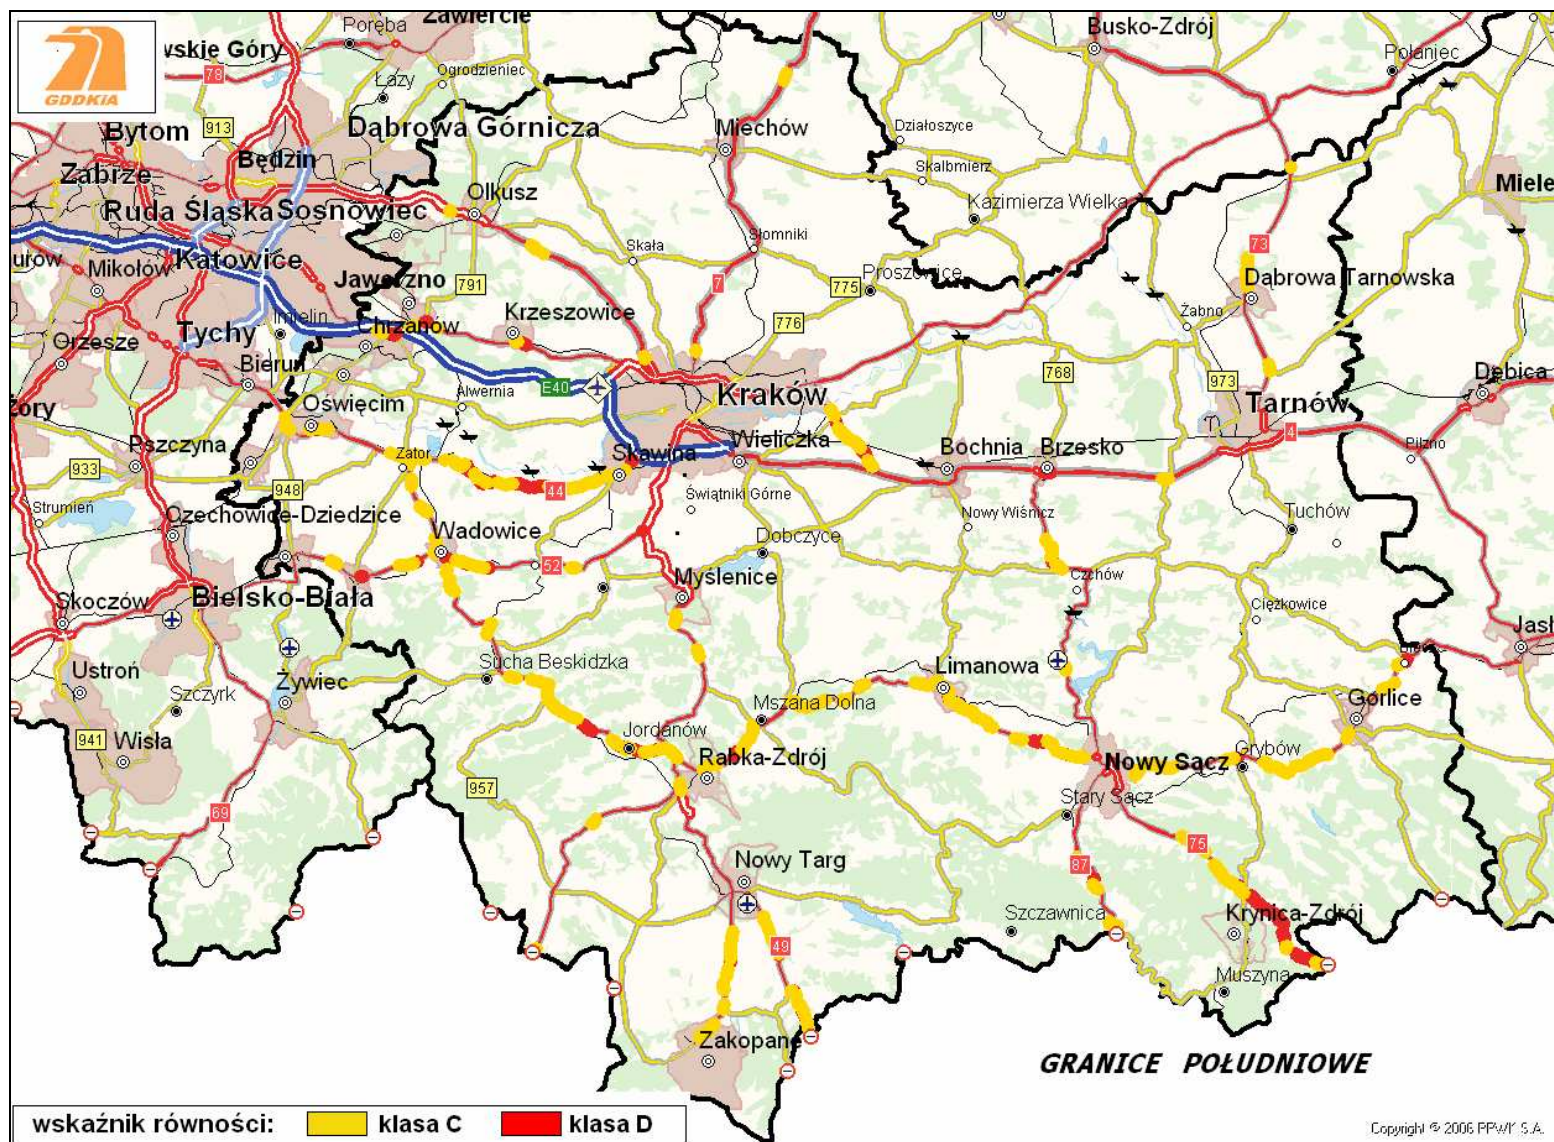 GDDKiA
Zawiercie
Poręba
wskie Góry
78
Łazy
Ogrodzieniec
Busko-Zdrój
Połaniec
Bytom
913
Dąbrowa Górnicza
Miechów
Działoszyce
Będzin
Zabrze
Skalbmierz
Olkusz
Miele
Ruda Śląska
Sosnowiec
Kazimierza Wielka
Skała
Słomniki
73
Katowice
Mikołów
Jaworzno
791
7
775
Proszowice
Dąbrowa Tarnowska
Krzeszowice
776
Żabno
Tychy
Imielin
Chrzanów
Orzesze
Bieruń
Alwernia
E40
Kraków
768
973
Dębica
Oświęcim
Tarnów
4
żory
Pszczyna
933
Zator
Skawina
Wieliczka
Bochnia
Brzesko
Pilzno
948
44
Świątniki Górne
Strumień
Czechowice-Dziedzice
Nowy Wiśnicz
Tuchów
Wadowice
Dobczyce
52
Myślenice
Czchów
Skoczów
Bielsko-Biała
Ciężkowice
Jasł
Sucha Beskidzka
Limanowa
Ustroń
Szczyrk
Żywiec
Mszana Dolna
Gorlice
941
Wisła
Jordanów
Grybów
Rabka-Zdrój
Nowy Sącz
957
Stary Sącz
69
75
Nowy Targ
87
Szczawnica
Krynica-Zdrój
49
Muszyna
Zakopane
GRANICE POŁUDNIOWE
wskaźnik równości: klasa C klasa D
Copyright © 2006 PPWK S.A.